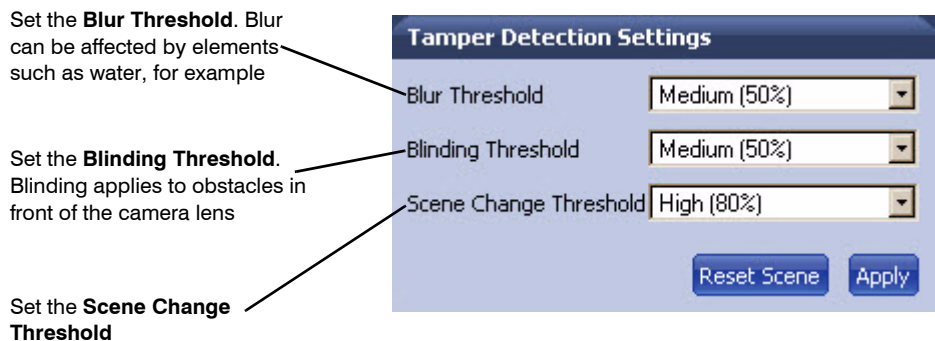 Set the Blur Threshold. Blur
can be affected by elements
such as water, for example
Set the Blinding Threshold.
Blinding applies to obstacles in
front of the camera lens
Set the Scene Change
Threshold
Tamper Detection Settings
Blur Threshold Medium (50%)
Blinding Threshold Medium (50%)
Scene Change Threshold High (80%)
Reset Scene Apply